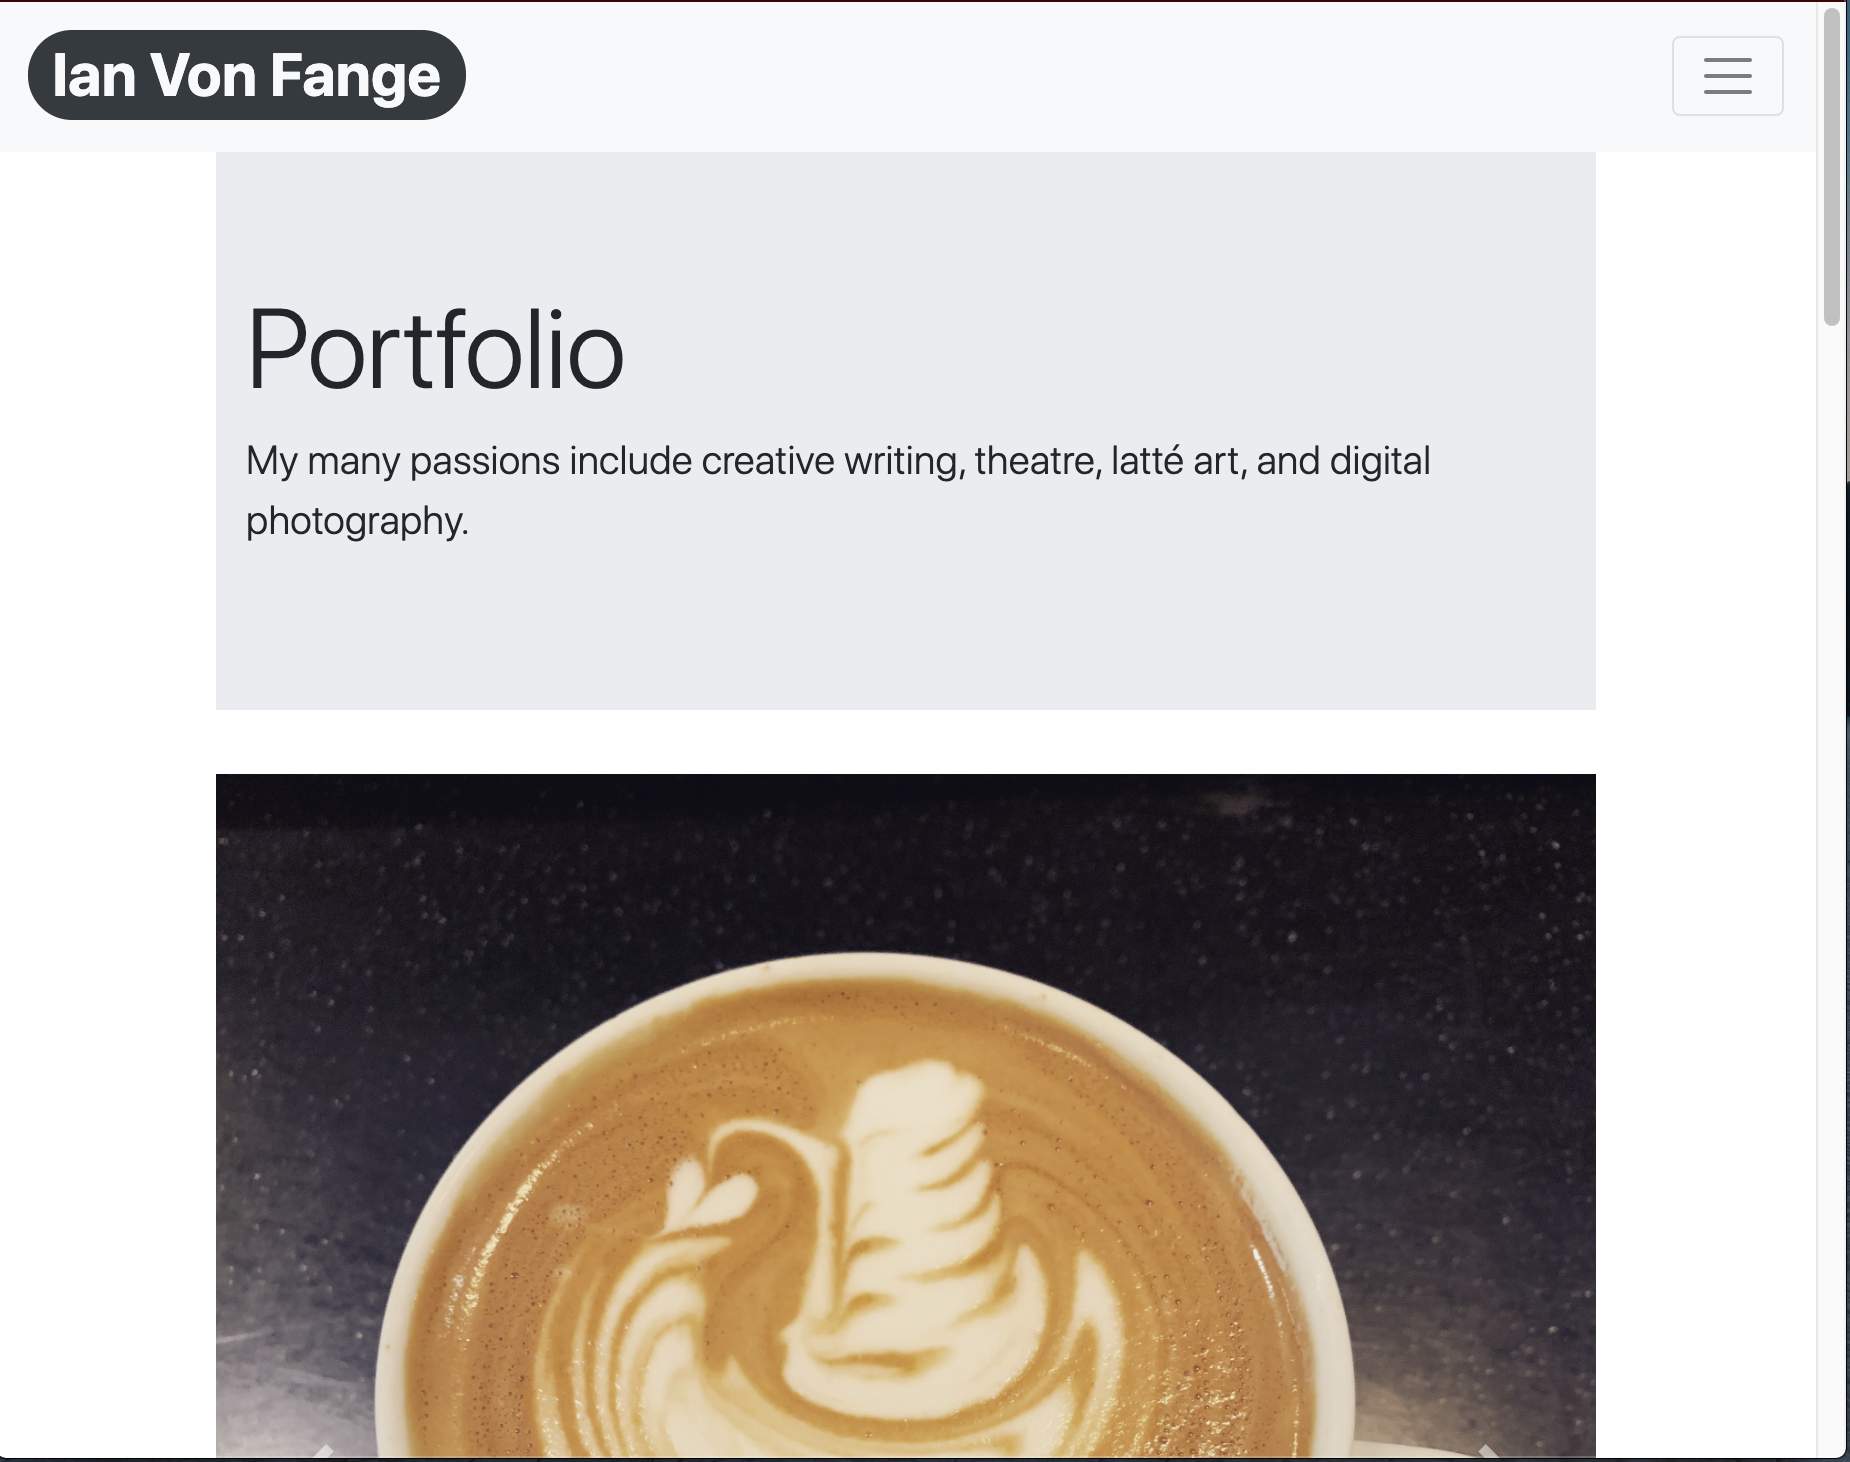 Ian Von Fange
Portfolio
My many passions include creative writing, theatre, latté art, and digital
photography.